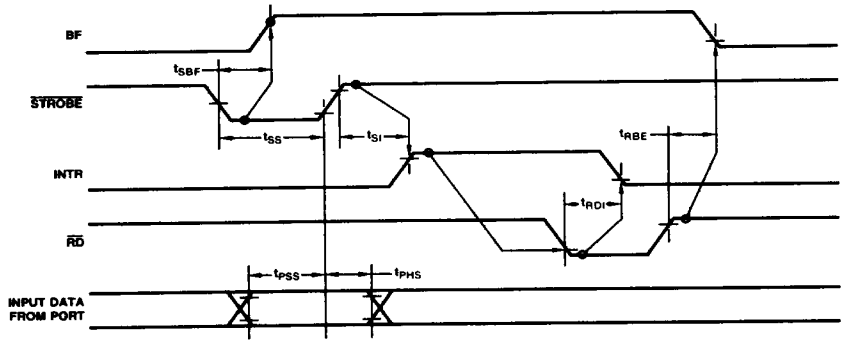 BF
tSBF
STROBE
tSS
tSI
tRBE
INTR
tRDI
RD
tPSS
tPHS
INPUT DATA
FROM PORT